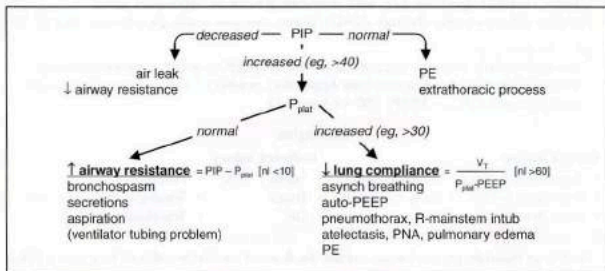 decreased PIP normal
increased (eg, >40)
air leak
↓ airway resistance
PE
extrathoracic process
Pplat
normal
increased (eg, >30)
↑ airway resistance = PIP – Pplat [nl <10]
bronchospasm
secretions
aspiration
(ventilator tubing problem)
↓ lung compliance = VT / Pplat-PEEP [nl >60]
asynch breathing
auto-PEEP
pneumothorax, R-mainstem intub
atelectasis, PNA, pulmonary edema
PE